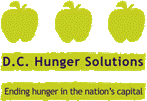 D.C. Hunger Solutions
Ending hunger in the nation's capital